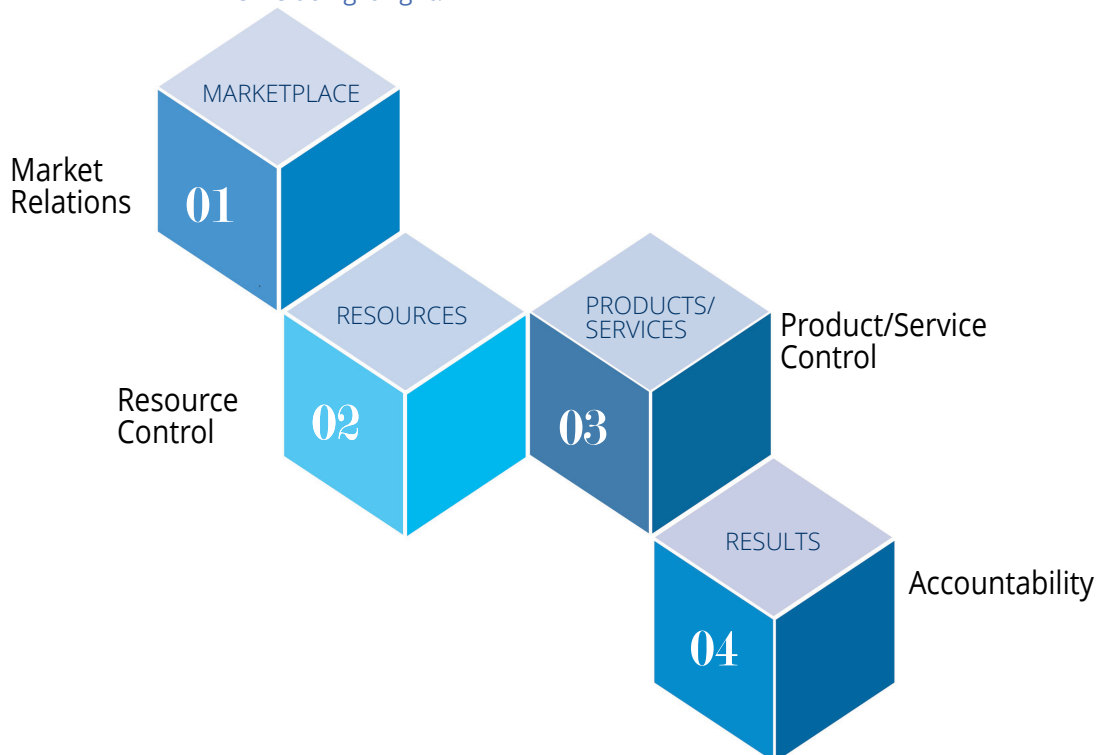 MARKETPLACE
Market
Relations
01
RESOURCES
Resource
Control
02
PRODUCTS/
SERVICES
Product/Service
Control
03
RESULTS
Accountability
04